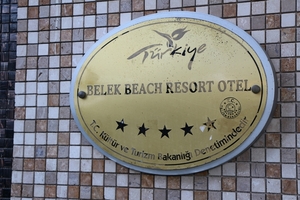 Türkiye
BELEK BEACH RESORT OTEL
T.C. Kültür ve Turizm Bakanlığı Denetimindedir